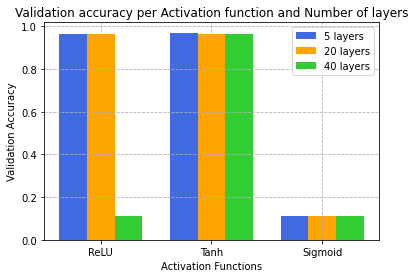 Validation accuracy per Activation function and Number of layers
1.0
0.8
0.6
0.4
0.2
0.0
Validation Accuracy
5 layers
20 layers
40 layers
ReLU
Tanh
Sigmoid
Activation Functions